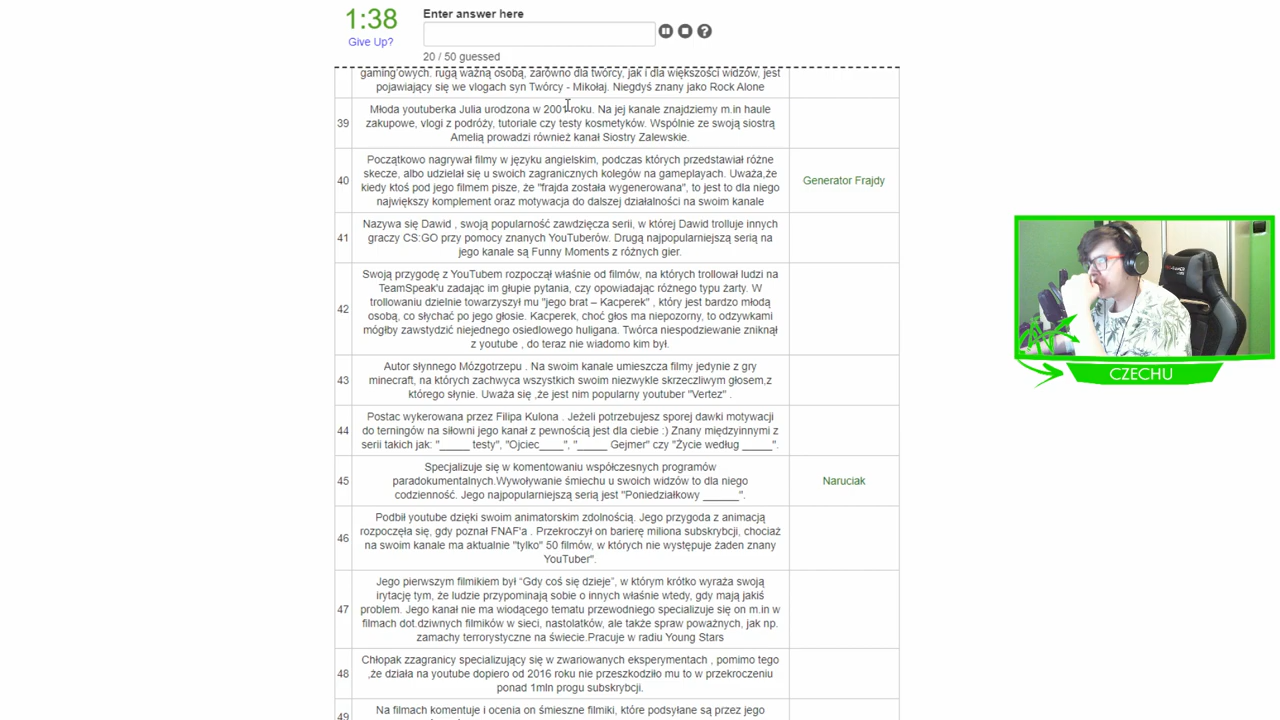 1:38
Give Up?
Enter answer here
20 / 50 guessed
gaming'owych. rugą ważną osobą, zarówno dla twórcy, jak i dla większości widzów, jest
pojawiający się we vlogach syn Twórcy - Mikołaj. Niegdyś znany jako Rock Alone
39
Młoda youtuberka Julia urodzona w 2001 roku. Na jej kanale znajdziemy m.in haule
zakupowe, vlogi z podróży, tutoriale czy testy kosmetyków. Wspólnie ze swoją siostrą
Amelią prowadzi również kanał Siostry Zalewskie.
40
Początkowo nagrywał filmy w języku angielskim, podczas których przedstawiał różne
skecze, albo udzielał się u swoich zagranicznych kolegów na gameplayach. Uważa,że
kiedy ktoś pod jego filmem pisze, że "frajda została wygenerowana", to jest to dla niego
największy komplement oraz motywacja do dalszej działalności na swoim kanale
Generator Frajdy
41
Nazywa się Dawid , swoją popularność zawdzięcza serii, w której Dawid trolluje innych
graczy CS:GO przy pomocy znanych YouTuberów. Drugą najpopularniejszą serią na
jego kanale są Funny Moments z różnych gier.
42
Swoją przygodę z YouTubem rozpoczął właśnie od filmów, na których trollował ludzi na
TeamSpeak'u zadając im głupie pytania, czy opowiadając różnego typu żarty. W
trollowaniu dzielnie towarzyszył mu "jego brat – Kacperek" , który jest bardzo młodą
osobą, co słychać po jego głosie. Kacperek, choć głos ma niepozorny, to odzywkami
mógłby zawstydzić niejednego osiedlowego huligana. Twórca niespodziewanie zniknął
z youtube , do teraz nie wiadomo kim był.
43
Autor słynnego Mózgotrzepu . Na swoim kanale umieszcza filmy jedynie z gry
minecraft, na których zachwyca wszystkich swoim niezwykle skrzeczliwym głosem,z
którego słynie. Uważa się ,że jest nim popularny youtuber "Vertez" .
44
Postac wykerowana przez Filipa Kulona . Jeżeli potrzebujesz sporej dawki motywacji
do terningów na siłowni jego kanał z pewnością jest dla ciebie :) Znany międzyinnymi z
serii takich jak: "_____ testy", "Ojciec____", "_____ Gejmer" czy "Życie według _____".
45
Specjalizuje się w komentowaniu współczesnych programów
paradokumentalnych.Wywoływanie śmiechu u swoich widzów to dla niego
codzienność. Jego najpopularniejszą serią jest "Poniedziałkowy ______".
Naruciak
46
Podbił youtube dzięki swoim animatorskim zdolnością. Jego przygoda z animacją
rozpoczęła się, gdy poznał FNAF'a . Przekroczył on barierę miliona subskrybcji, chociaż
na swoim kanale ma aktualnie "tylko" 50 filmów, w których nie występuje żaden znany
YouTuber".
47
Jego pierwszym filmikiem był “Gdy coś się dzieje”, w którym krótko wyraża swoją
irytację tym, że ludzie przypominają sobie o innych właśnie wtedy, gdy mają jakiś
problem. Jego kanał nie ma wiodącego tematu przewodniego specjalizuje się on m.in w
filmach dot.dziwnych filmików w sieci, nastolatków, ale także spraw poważnych, jak np.
zamachy terrorystyczne na świecie.Pracuje w radiu Young Stars
48
Chłopak zzagranicy specjalizujący się w zwariowanych eksperymentach , pomimo tego
,że działa na youtube dopiero od 2016 roku nie przeszkodziło mu to w przekroczeniu
ponad 1mln progu subskrybcji.
49
Na filmach komentuje i ocenia on śmieszne filmiki, które podsyłane są przez jego
CZECHU